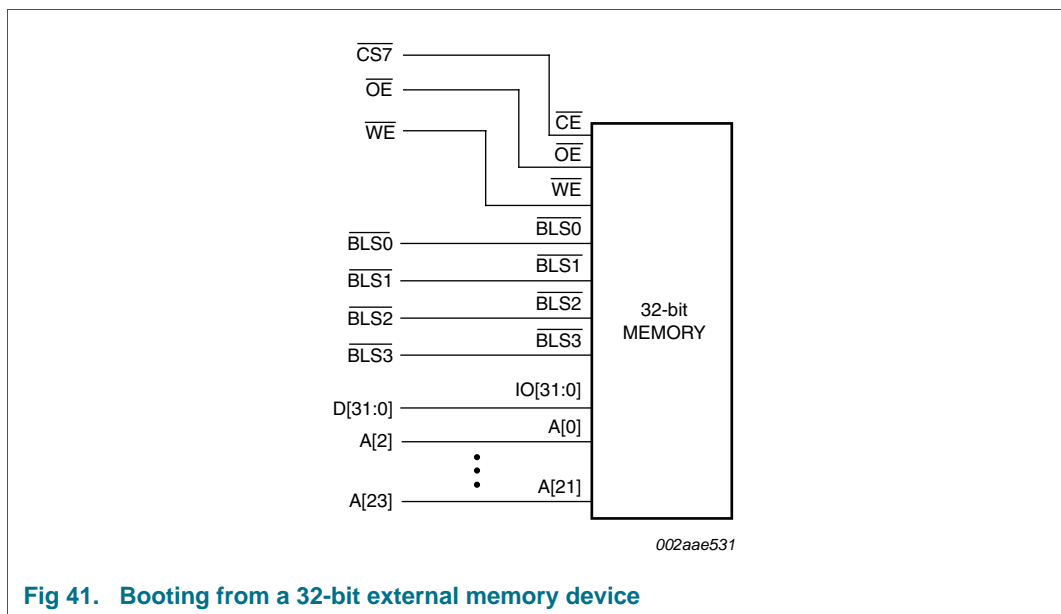 CS7
OE
WE
CE
OE
WE
BLS0 BLS0
BLS1 BLS1
BLS2 BLS2
BLS3 BLS3
32-bit
MEMORY
D[31:0] IO[31:0]
A[2] A[0]
A[23] A[21]
002aae531
Fig 41. Booting from a 32-bit external memory device